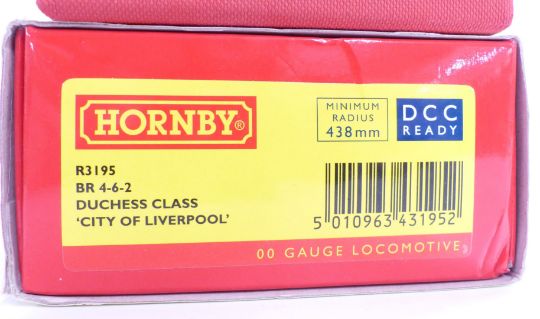 HORNBY®
MINIMUM
RADIUS
438mm
DCC
READY
R3195
BR 4-6-2
DUCHESS CLASS
'CITY OF LIVERPOOL'
5 010963 431952
00 GAUGE LOCOMOTIVE